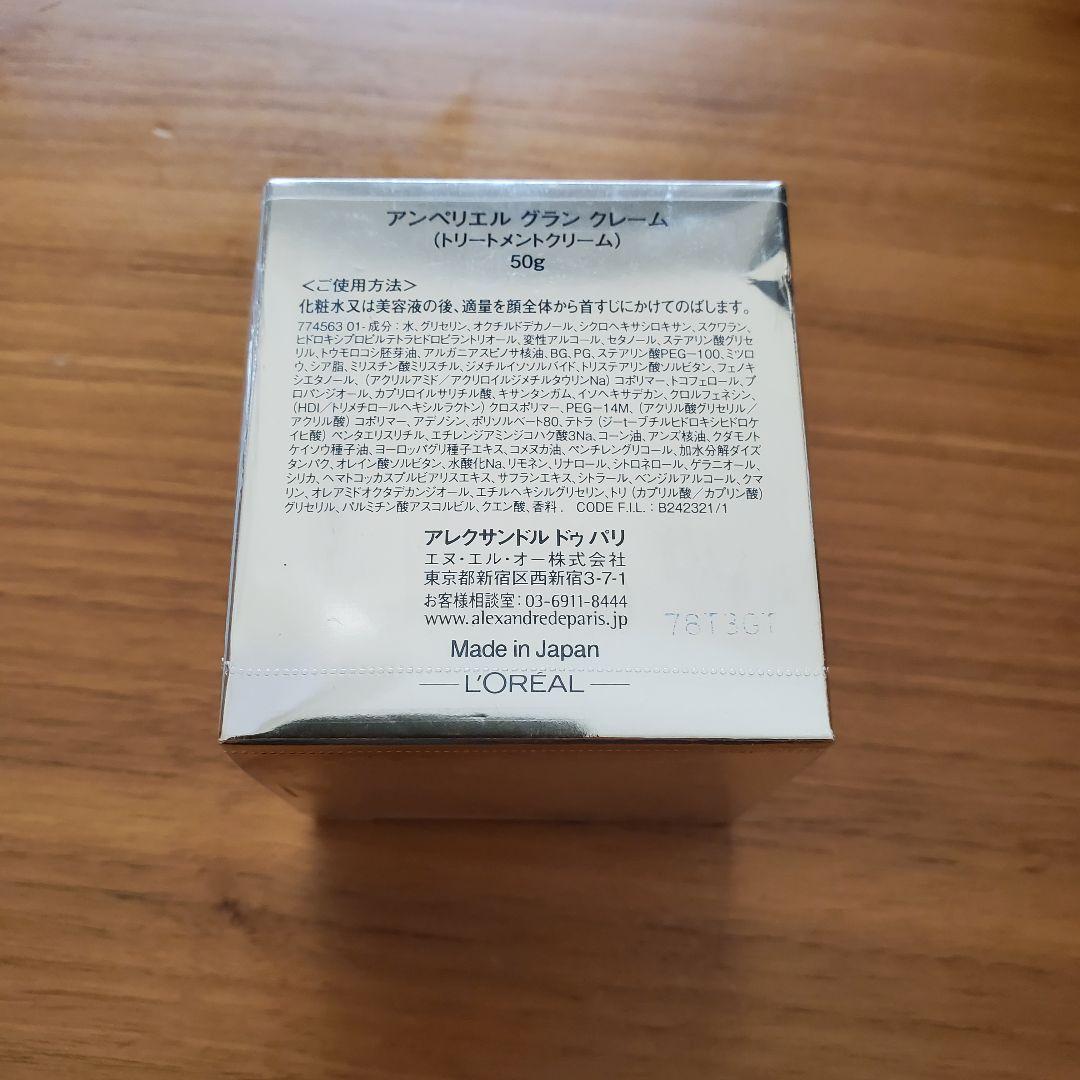 アンペリエル グラン クレーム
(トリートメントクリーム)
50g
＜ご使用方法＞
化粧水又は美容液の後、適量を顔全体から首すじにかけてのばします。
774563 01- 成分：水、グリセリン、オクチルドデカノール、シクロヘキサシロキサン、スクワラン、
ヒドロキシプロピルテトラヒドロピラントリオール、変性アルコール、セタノール、ステアリン酸グリセ
リル、トウモロコシ胚芽油、アルガニアスピノサ核油、BG、PG、ステアリン酸PEG－100、ミツロ
ウ、シア脂、ミリスチン酸ミリスチル、ジメチルイソソルバイド、トリステアリン酸ソルビタン、フェノキ
シエタノール、（アクリルアミド／アクリロイルジメチルタウリンNa）コポリマー、トコフェロール、プ
ロパンジオール、カプリロイルサリチル酸、キサンタンガム、イソヘキサデカン、クロルフェネシン、
（HDI／トリメチロールヘキシルラクトン）クロスポリマー、PEG－14M、（アクリル酸グリセリル／
アクリル酸）コポリマー、アデノシン、ポリソルベート80、テトラ（ジーtーブチルヒドロキシヒドロ
ケイヒ酸）ペンタエリスリチル、エチレンジアミンジコハク酸3Na、コーン油、アンズ核油、クダモノト
ケイソウ種子油、ヨーロッパグリ種子エキス、コメヌカ油、ペンチレングリコール、加水分解ダイズ
タンパク、オレイン酸ソルビタン、水酸化Na、リモネン、リナロール、シトロネロール、ゲラニオール、
シリカ、ヘマトコッカスプルビアリスエキス、サフランエキス、シトラール、ベンジルアルコール、クマ
リン、オレアミドオクタデカンジオール、エチルヘキシルグリセリン、トリ（カプリル酸／カプリン酸）
グリセリル、パルミチン酸アスコルビル、クエン酸、香料． CODE F.I.L.：B242321/1
アレクサンドル ドゥ パリ
エヌ・エル・オー株式会社
東京都新宿区西新宿3-7-1
お客様相談室：03-6911-8444
www.alexandredeparis.jp
78T3GT
Made in Japan
L'ORÉAL